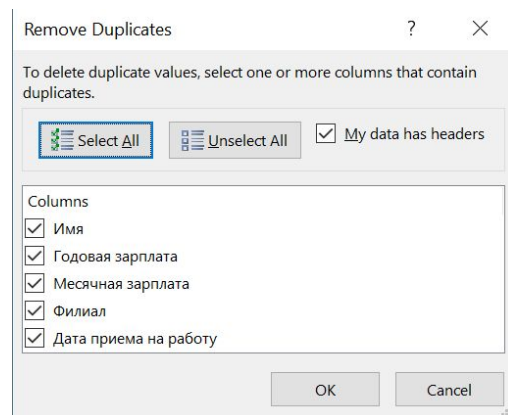 Remove Duplicates
To delete duplicate values, select one or more columns that contain
duplicates.
Select All
Unselect All
My data has headers
Columns
Имя
Годовая зарплата
Месячная зарплата
Филиал
Дата приема на работу
OK
Cancel